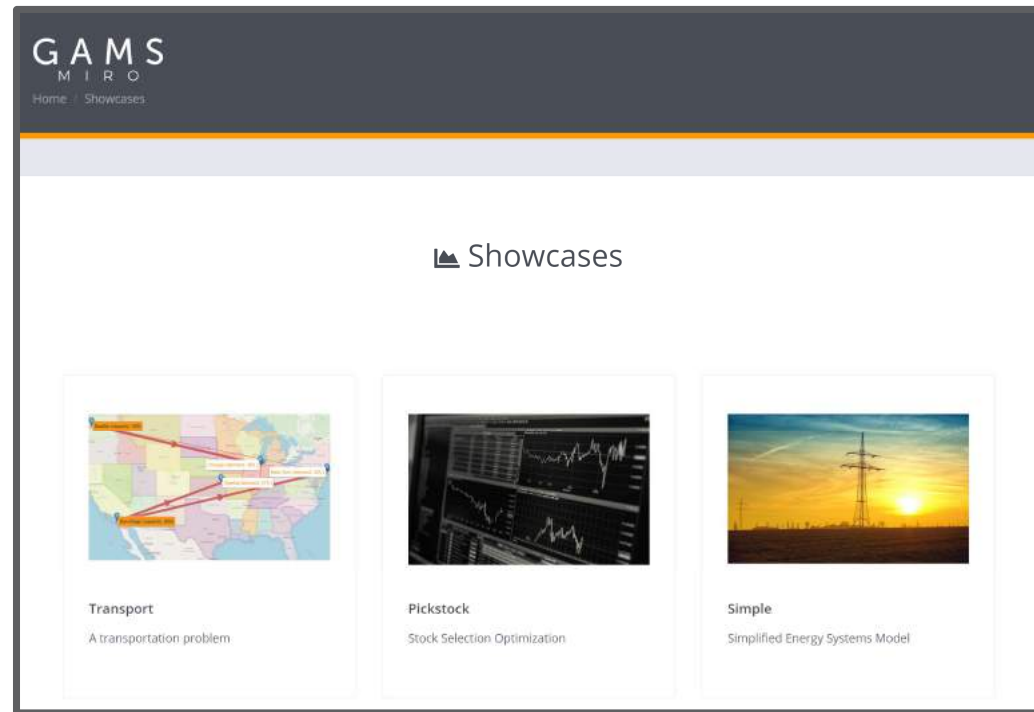 GAMS
MIRO
Home / Showcases
Showcases
Transport
A transportation problem
Pickstock
Stock Selection Optimization
Simple
Simplified Energy Systems Model